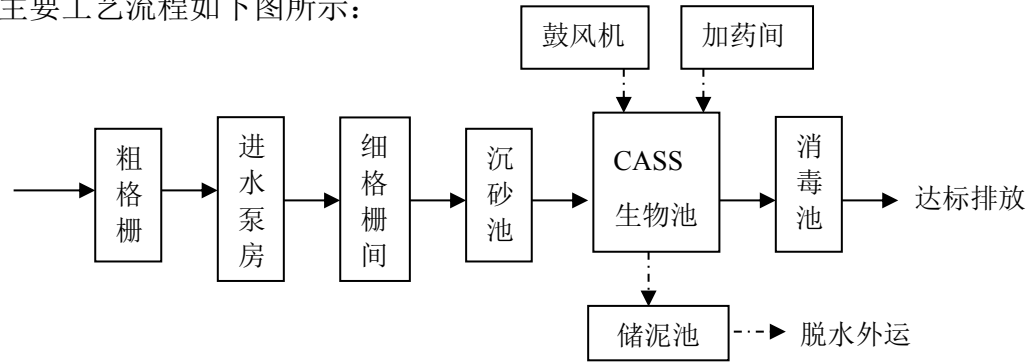 主要工艺流程如下图所示：
鼓风机
加药间
粗格栅
进水泵房
细格栅间
沉砂池
CASS
生物池
消毒池
达标排放
储泥池
脱水外运